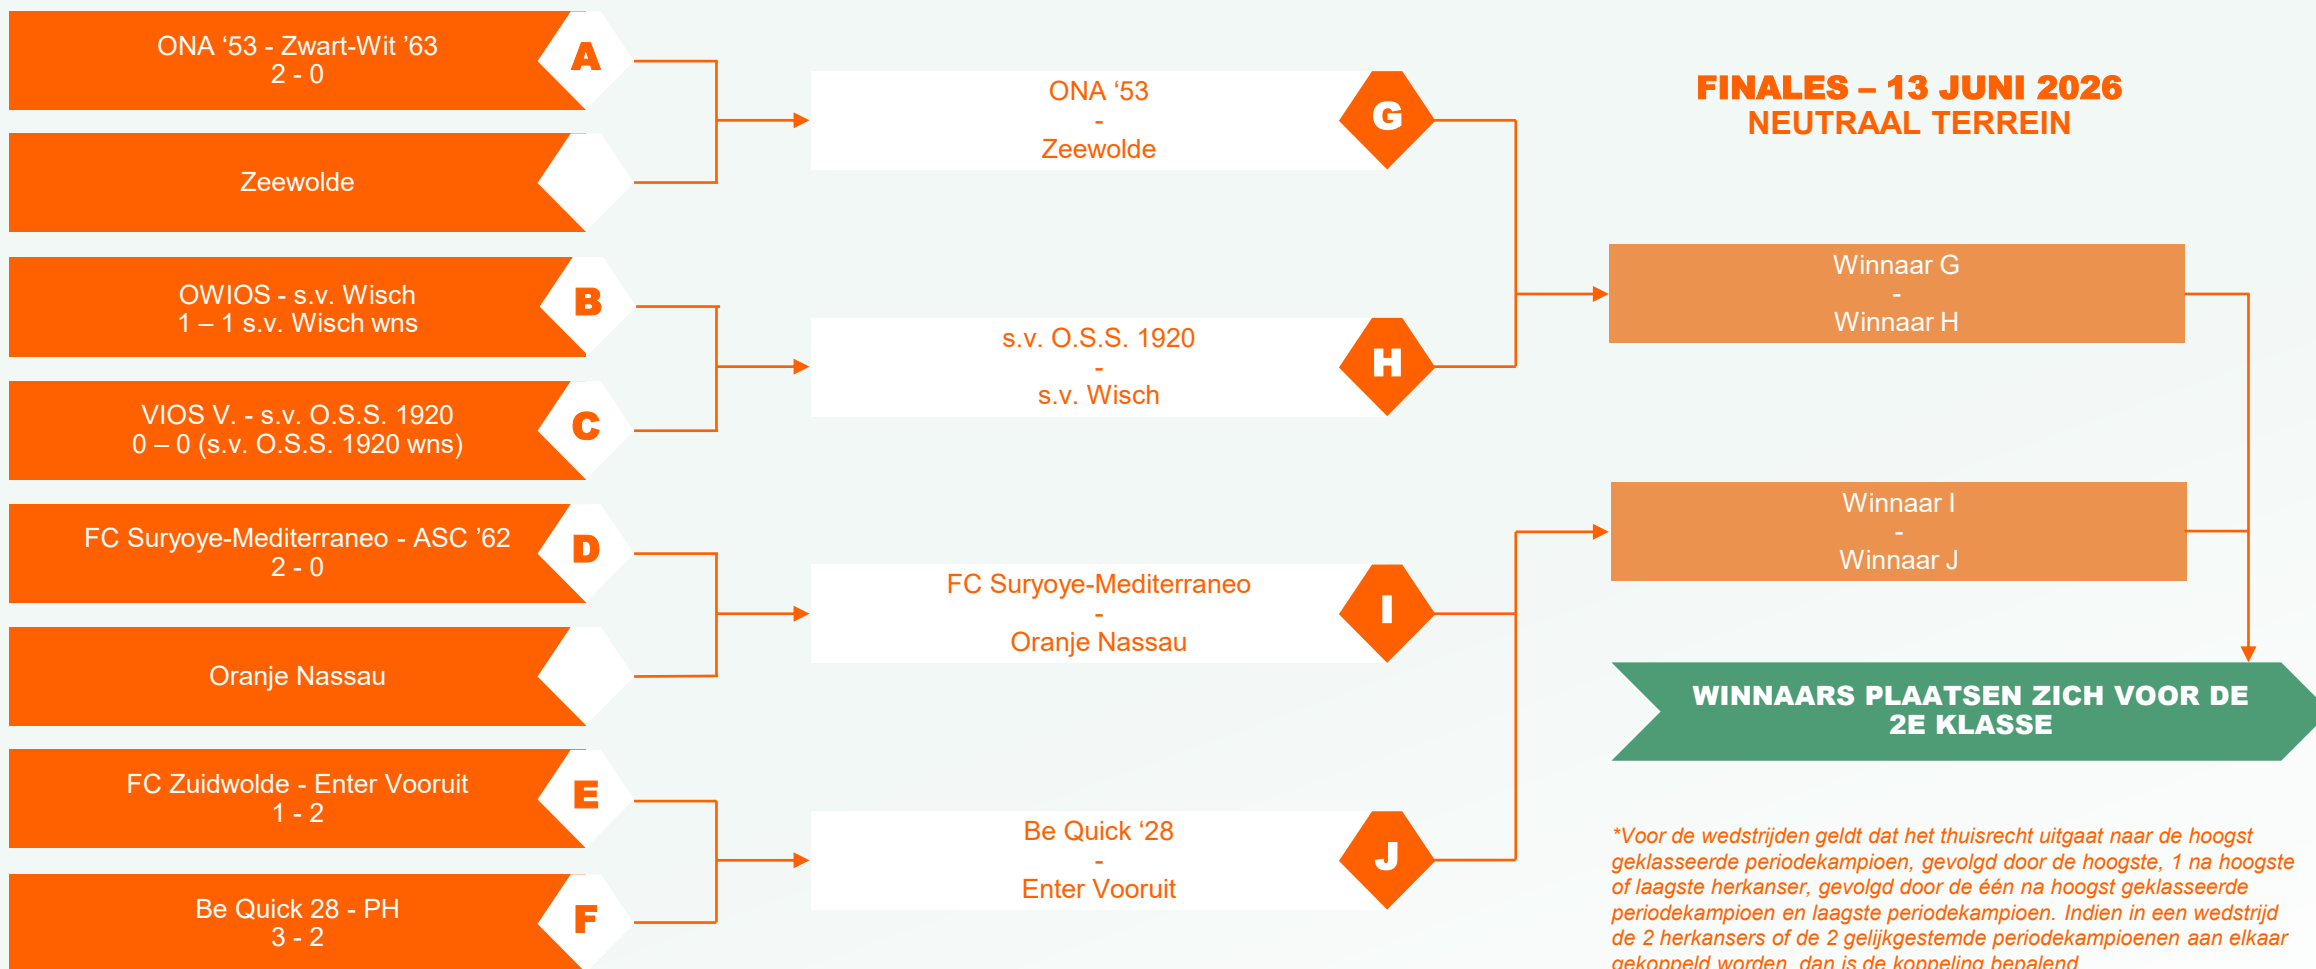 ONA ‘53 - Zwart-Wit ’63
2 - 0
A
Zeewolde
OWIOS - s.v. Wisch
1 – 1 s.v. Wisch wns
B
VIOS V. - s.v. O.S.S. 1920
0 – 0 (s.v. O.S.S. 1920 wns)
C
FC Suryoye-Mediterraneo - ASC ’62
2 - 0
D
Oranje Nassau
FC Zuidwolde - Enter Vooruit
1 - 2
E
Be Quick 28 - PH
3 - 2
F
ONA ‘53
-
Zeewolde
G
s.v. O.S.S. 1920
-
s.v. Wisch
H
FC Suryoye-Mediterraneo
-
Oranje Nassau
I
Be Quick ‘28
-
Enter Vooruit
J
FINALES – 13 JUNI 2026
NEUTRAAL TERREIN
Winnaar G
-
Winnaar H
Winnaar I
-
Winnaar J
WINNAARS PLAATSEN ZICH VOOR DE
2E KLASSE
*Voor de wedstrijden geldt dat het thuisrecht uitgaat naar de hoogst
geklasseerde periodekampioen, gevolgd door de hoogste, 1 na hoogste
of laagste herkanser, gevolgd door de één na hoogst geklasseerde
periodekampioen en laagste periodekampioen. Indien in een wedstrijd
de 2 herkansers of de 2 gelijkgestemde periodekampioenen aan elkaar
gekoppeld worden, dan is de koppeling bepalend